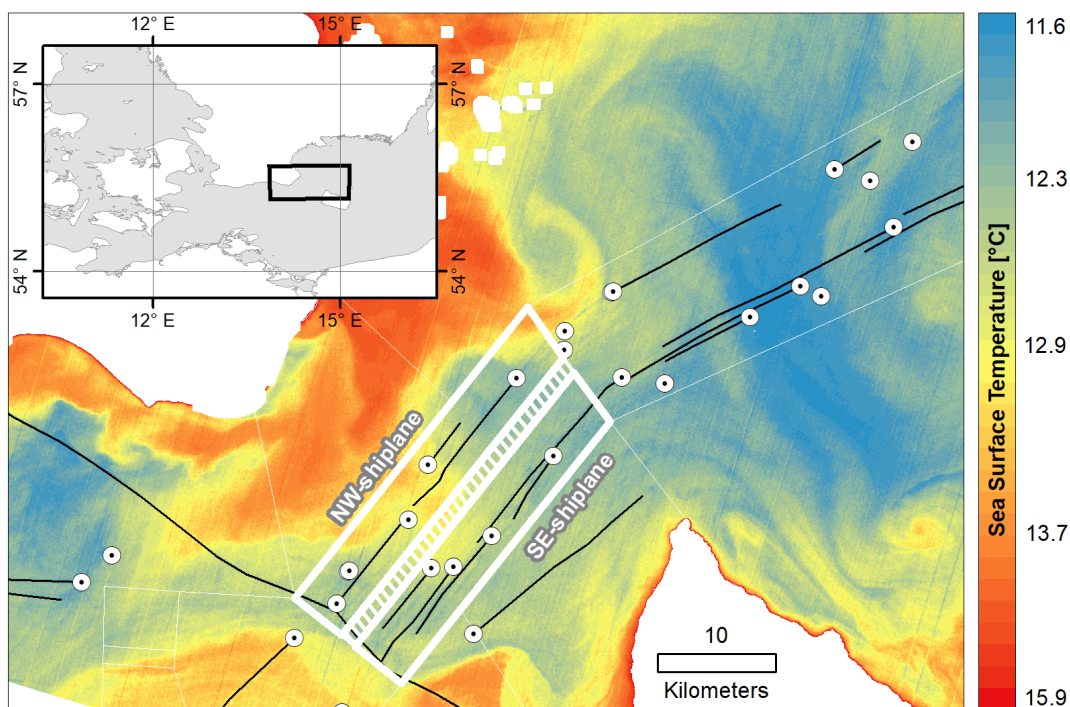 12° E
15° E
57° N
57° N
54° N
54° N
12° E
15° E
NW-shiplane
SE-shiplane
10
Kilometers
11.6
12.3
12.9
13.7
15.9
Sea Surface Temperature [°C]